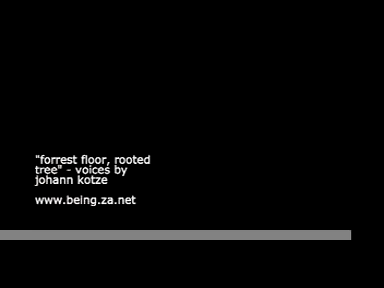 "forrest floor, rooted
tree" - voices by
johann kotze
www.being.za.net